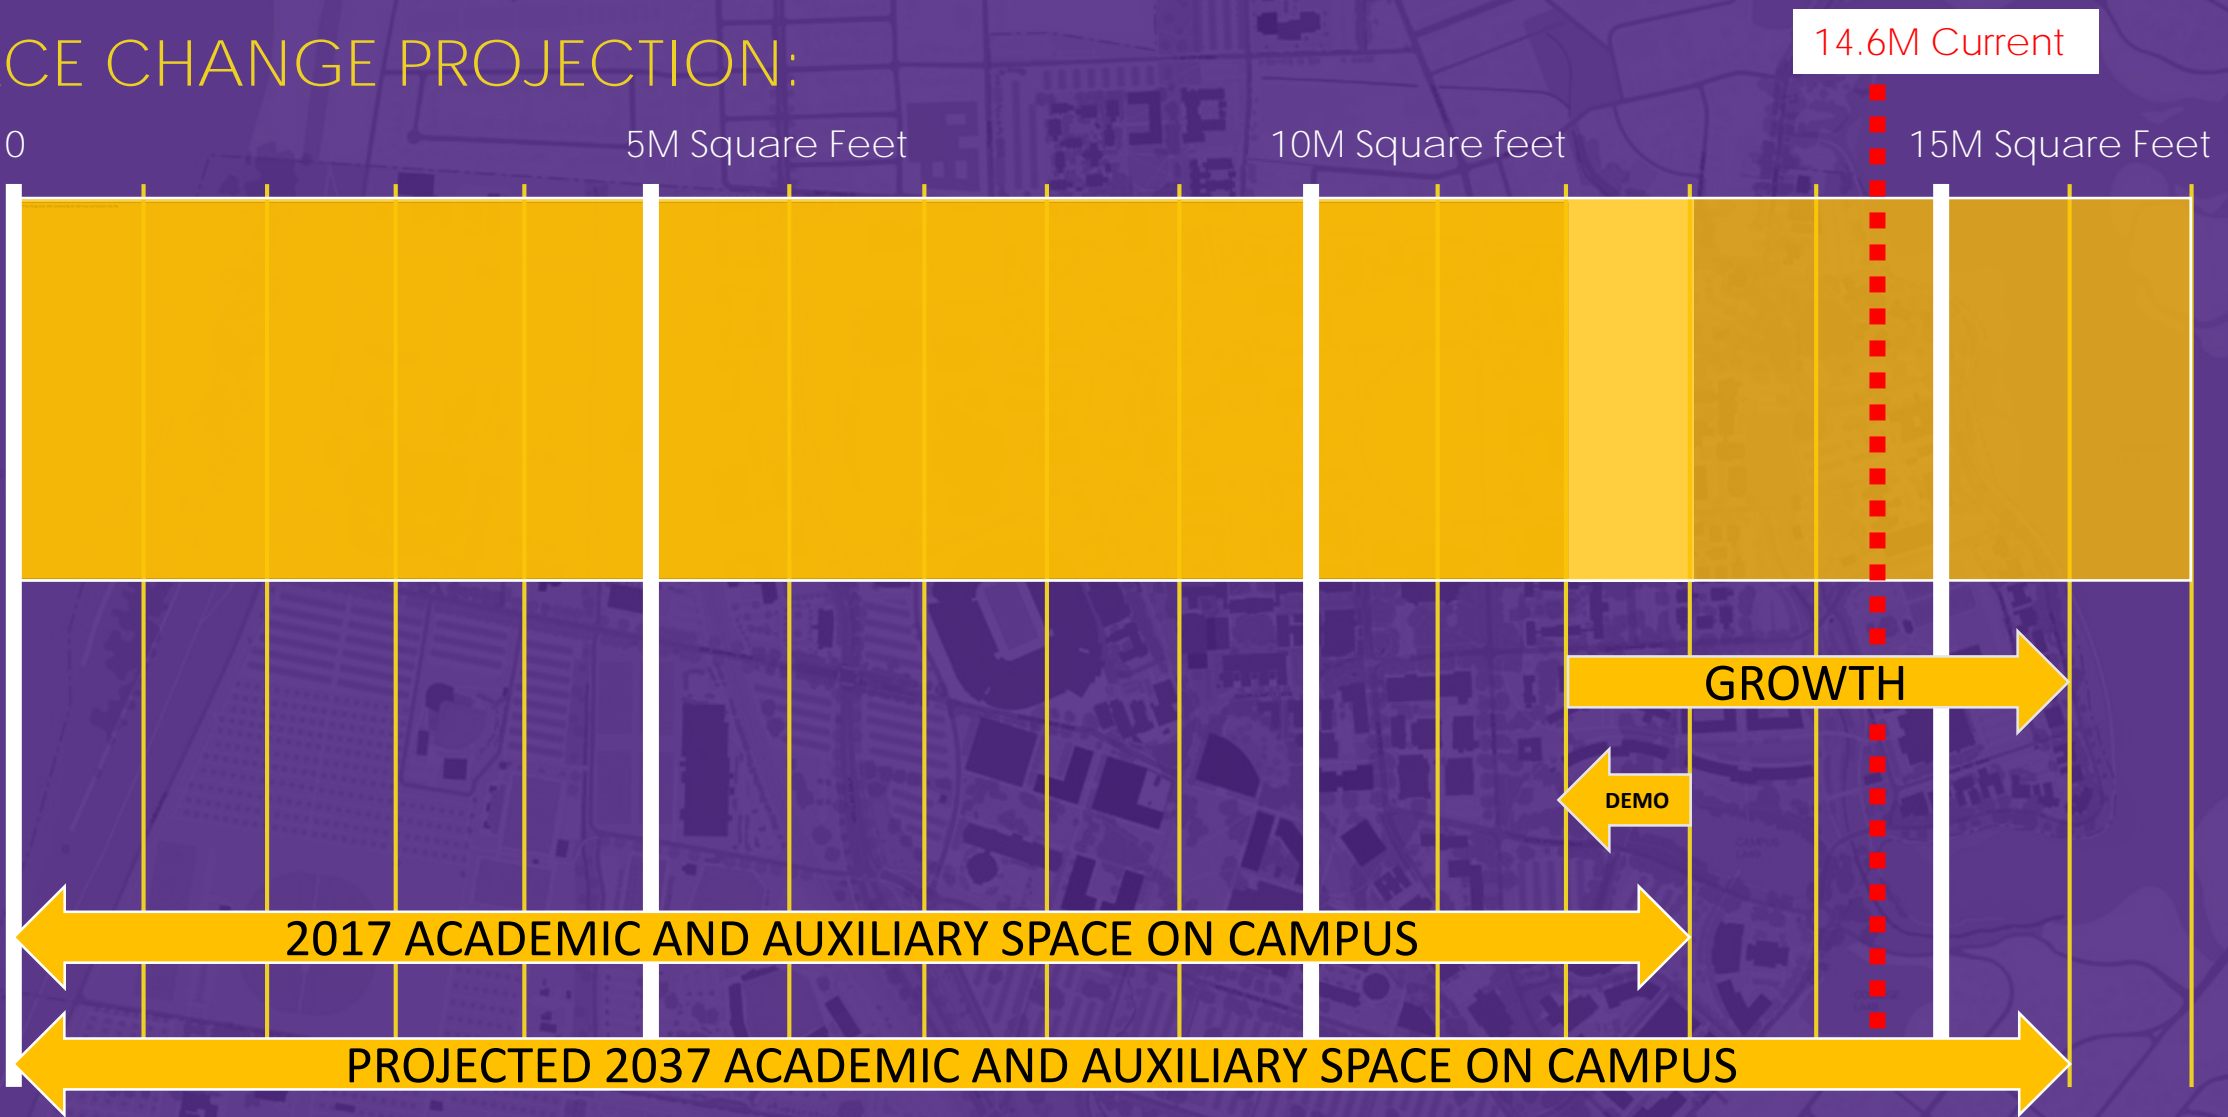 CE CHANGE PROJECTION:
14.6M Current
0
5M Square Feet
10M Square feet
15M Square Feet
GROWTH
DEMO
2017 ACADEMIC AND AUXILIARY SPACE ON CAMPUS
PROJECTED 2037 ACADEMIC AND AUXILIARY SPACE ON CAMPUS